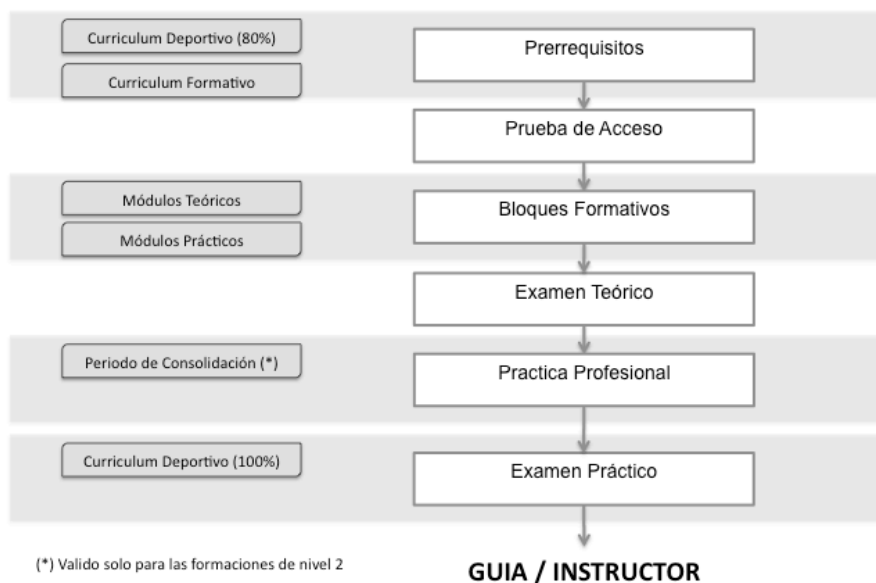 Curriculum Deportivo (80%)
Prerrequisitos
Curriculum Formativo
Prueba de Acceso
Módulos Teóricos
Bloques Formativos
Módulos Prácticos
Examen Teórico
Periodo de Consolidación (*)
Practica Profesional
Curriculum Deportivo (100%)
Examen Práctico
(*) Valido solo para las formaciones de nivel 2
GUIA / INSTRUCTOR